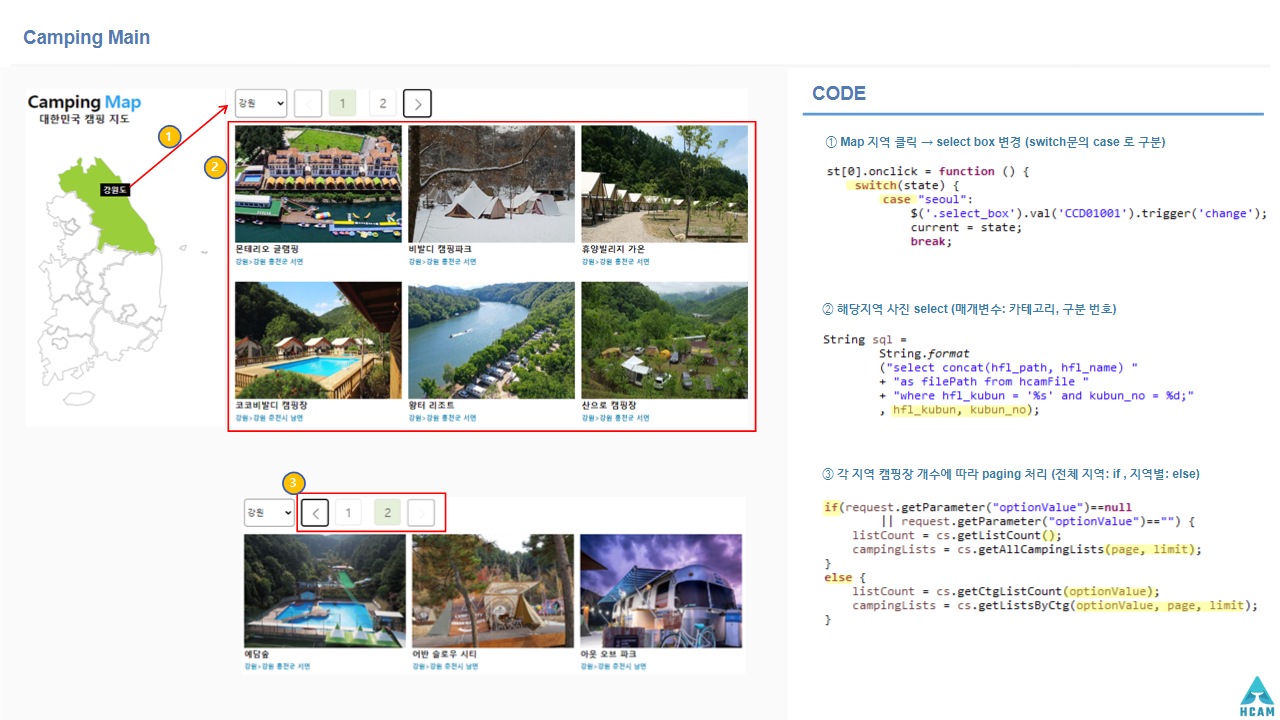 Camping Main
Camping Map
대한민국 캠핑 지도
강원도
1
2
강원
1
2
몬테리오 글램핑
강원>강원 홍천군 서면
비발디 캠핑파크
강원>강원 홍천군 서면
휴양빌리지 가온
강원>강원 홍천군 서면
코코비발디 캠핑장
강원>강원 춘천시 남면
왕터 리조트
강원>강원 홍천군 서면
산으로 캠핑장
강원>강원 홍천군 서면
3
강원
1
2
에덤숲
강원>강원 홍천군 서면
어반 슬로우 시티
강원>강원 춘천시 남면
아웃 오브 파크
강원>강원 춘천시 남면
CODE
① Map 지역 클릭 → select box 변경 (switch문의 case 로 구분)
st[0].onclick = function () {
switch(state) {
case "seoul":
$('.select_box').val('CCD01001').trigger('change');
current = state;
break;
② 해당지역 사진 select (매개변수: 카테고리, 구분 번호)
String sql =
String.format
("select concat(hfl_path, hfl_name) "
+ "as filePath from hcamFile "
+ "where hfl_kubun = '%s' and kubun_no = %d;"
, hfl_kubun, kubun_no);
③ 각 지역 캠핑장 개수에 따라 paging 처리 (전체 지역: if , 지역별: else)
if(request.getParameter("optionValue")==null
|| request.getParameter("optionValue")=="") {
listCount = cs.getListCount();
campingLists = cs.getAllCampingLists(page, limit);
}
else {
listCount = cs.getCtgListCount(optionValue);
campingLists = cs.getListsByCtg(optionValue, page, limit);
}
HCAM